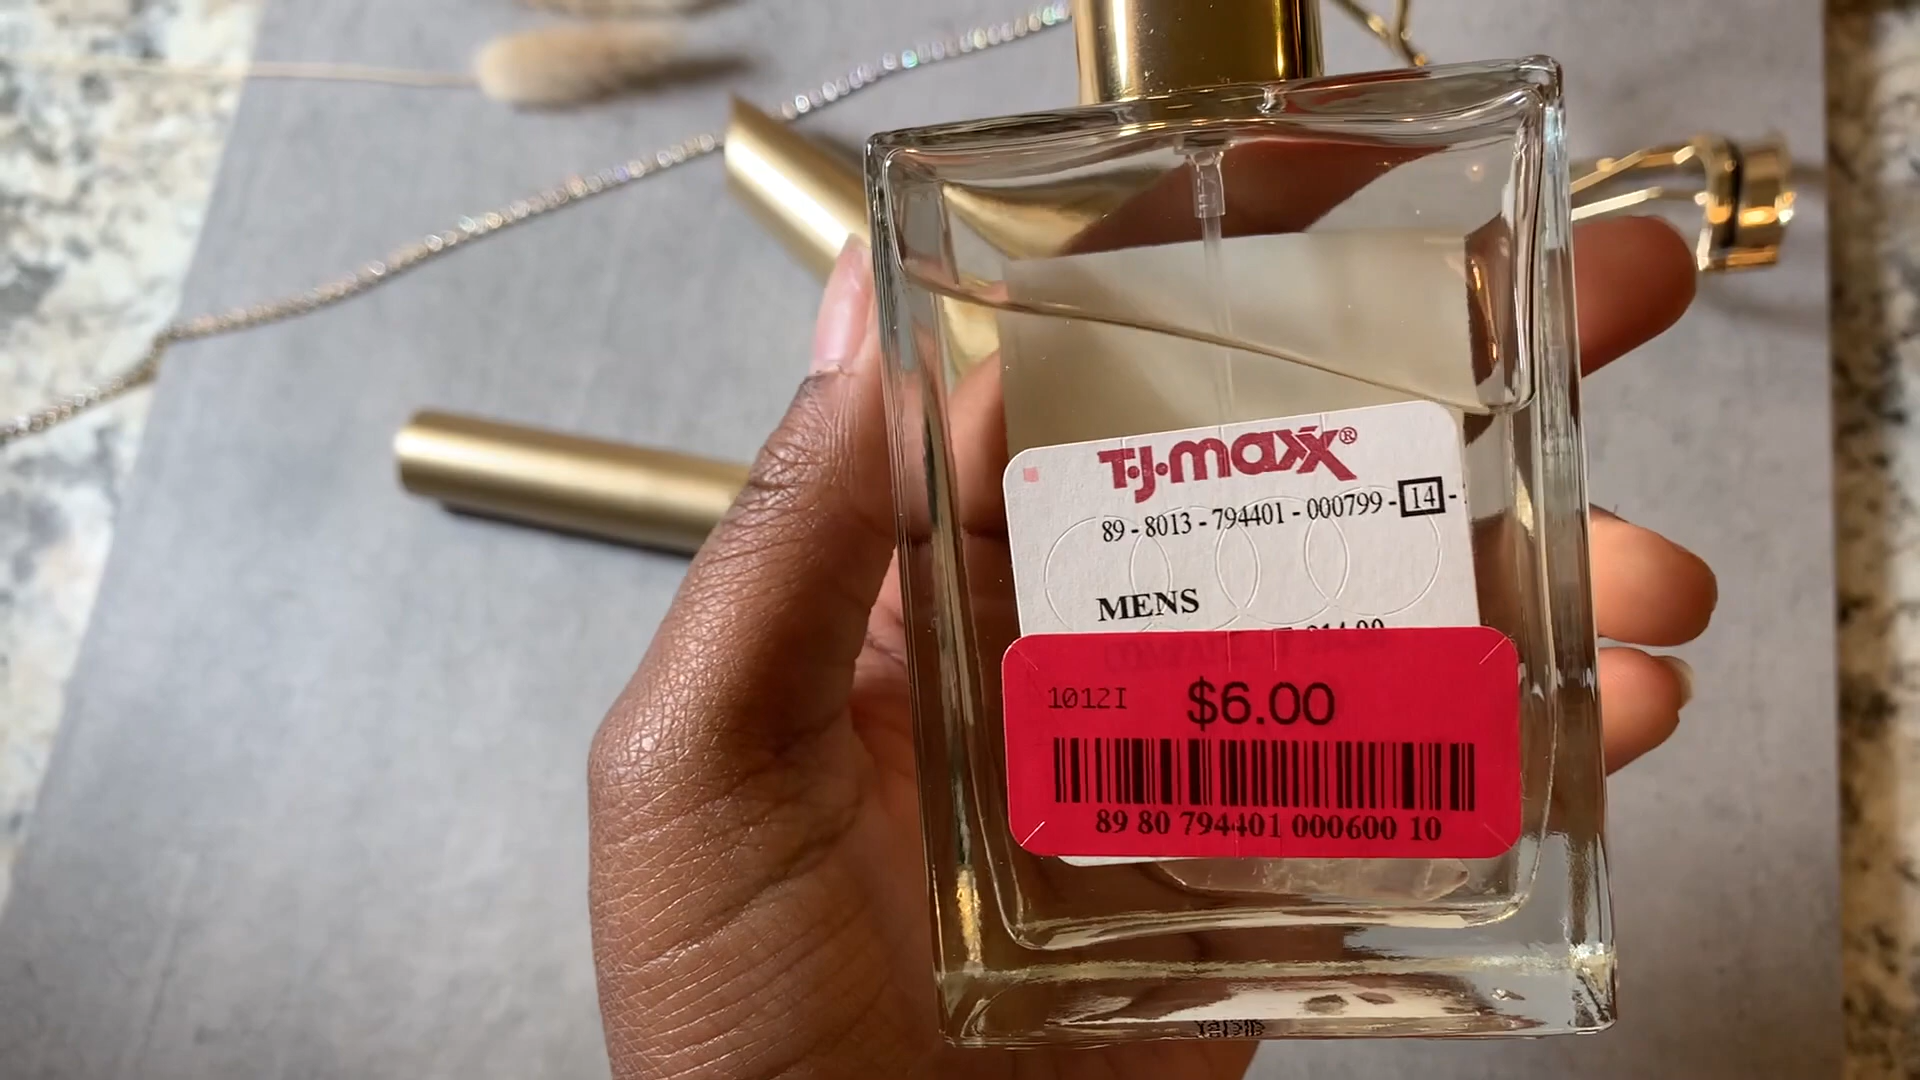 T·J·maxx®
89 - 8013 - 794401 - 000799 - 14 -
MENS
1012I $6.00
89 80 794401 000600 10